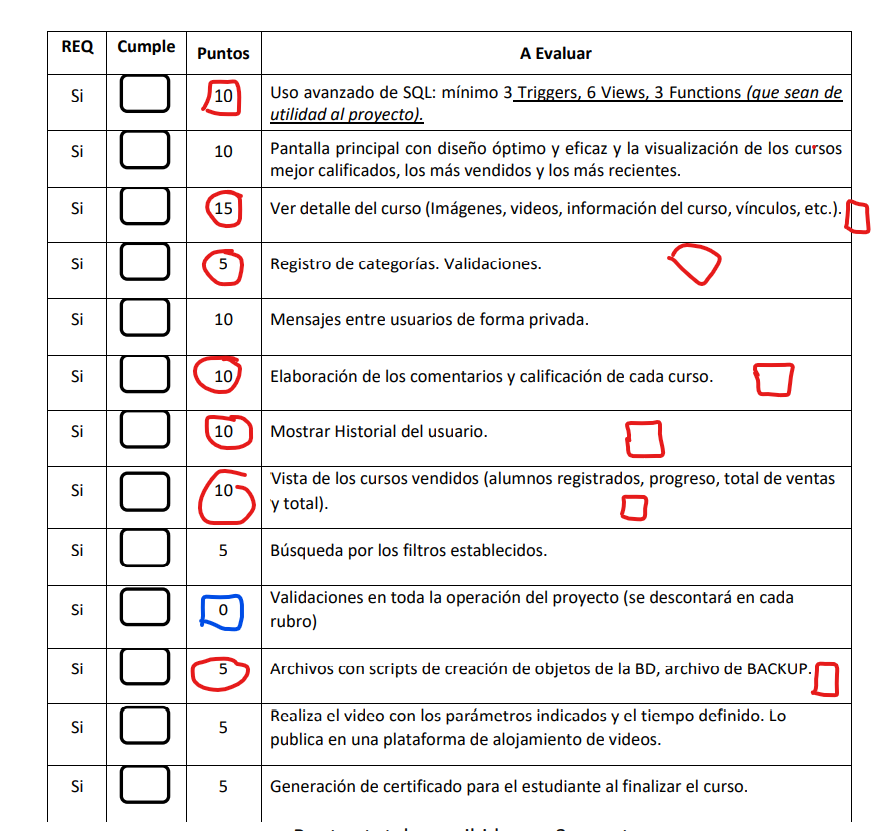 REQ Cumple Puntos A Evaluar
Si 10 Uso avanzado de SQL: mínimo 3 Triggers, 6 Views, 3 Functions (que sean de
utilidad al proyecto).
Si 10 Pantalla principal con diseño óptimo y eficaz y la visualización de los cursos
mejor calificados, los más vendidos y los más recientes.
Si 15 Ver detalle del curso (Imágenes, videos, información del curso, vínculos, etc.).
Si 5 Registro de categorías. Validaciones.
Si 10 Mensajes entre usuarios de forma privada.
Si 10 Elaboración de los comentarios y calificación de cada curso.
Si 10 Mostrar Historial del usuario.
Si 10 Vista de los cursos vendidos (alumnos registrados, progreso, total de ventas
y total).
Si 5 Búsqueda por los filtros establecidos.
Si 0 Validaciones en toda la operación del proyecto (se descontará en cada
rubro)
Si 5 Archivos con scripts de creación de objetos de la BD, archivo de BACKUP.
Si 5 Realiza el video con los parámetros indicados y el tiempo definido. Lo
publica en una plataforma de alojamiento de videos.
Si 5 Generación de certificado para el estudiante al finalizar el curso.